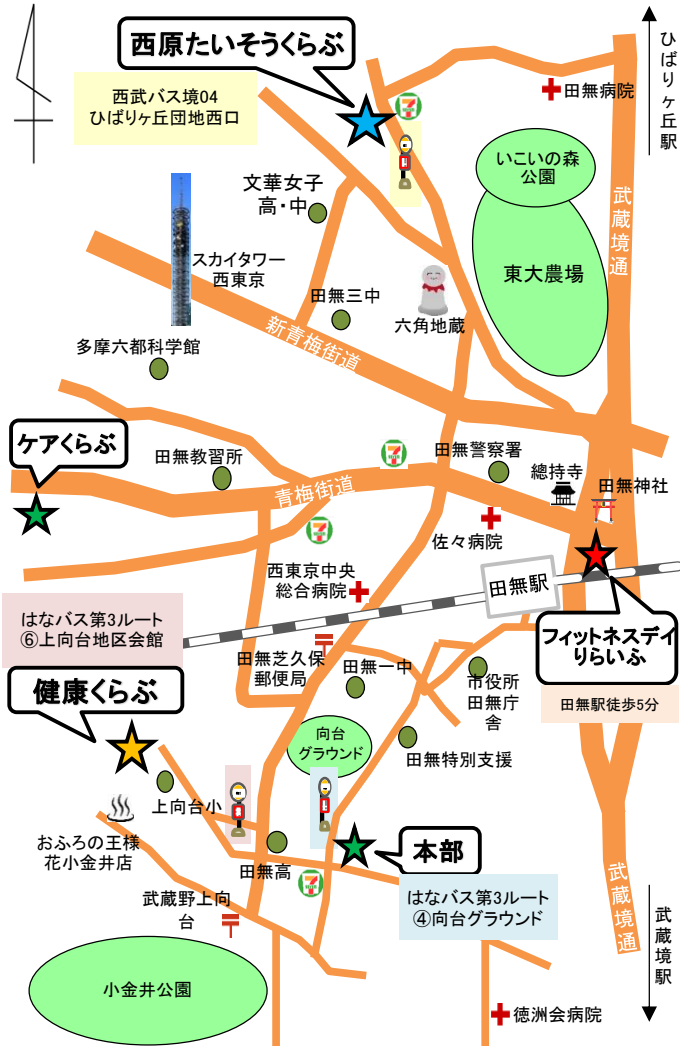 西原たいそうくらぶ
西武バス境04
ひばりヶ丘団地西口
ひばりヶ丘駅
田無病院
いこいの森
公園
武蔵境通
文華女子
高・中
スカイタワー
西東京
東大農場
田無三中
六角地蔵
新青梅街道
多摩六都科学館
ケアくらぶ
田無教習所
田無警察署
青梅街道
總持寺
田無神社
佐々病院
西東京中央
総合病院
田無駅
はなバス第3ルート
⑥上向台地区会館
フィットネスデイ
りらいふ
田無芝久保
郵便局
田無一中
市役所
田無庁
舎
健康くらぶ
田無駅徒歩5分
向台
グラウンド
田無特別支援
上向台小
おふろの王様
花小金井店
田無高
本部
武蔵野上向
台
はなバス第3ルート
④向台グラウンド
武蔵境通
武蔵境駅
小金井公園
徳洲会病院